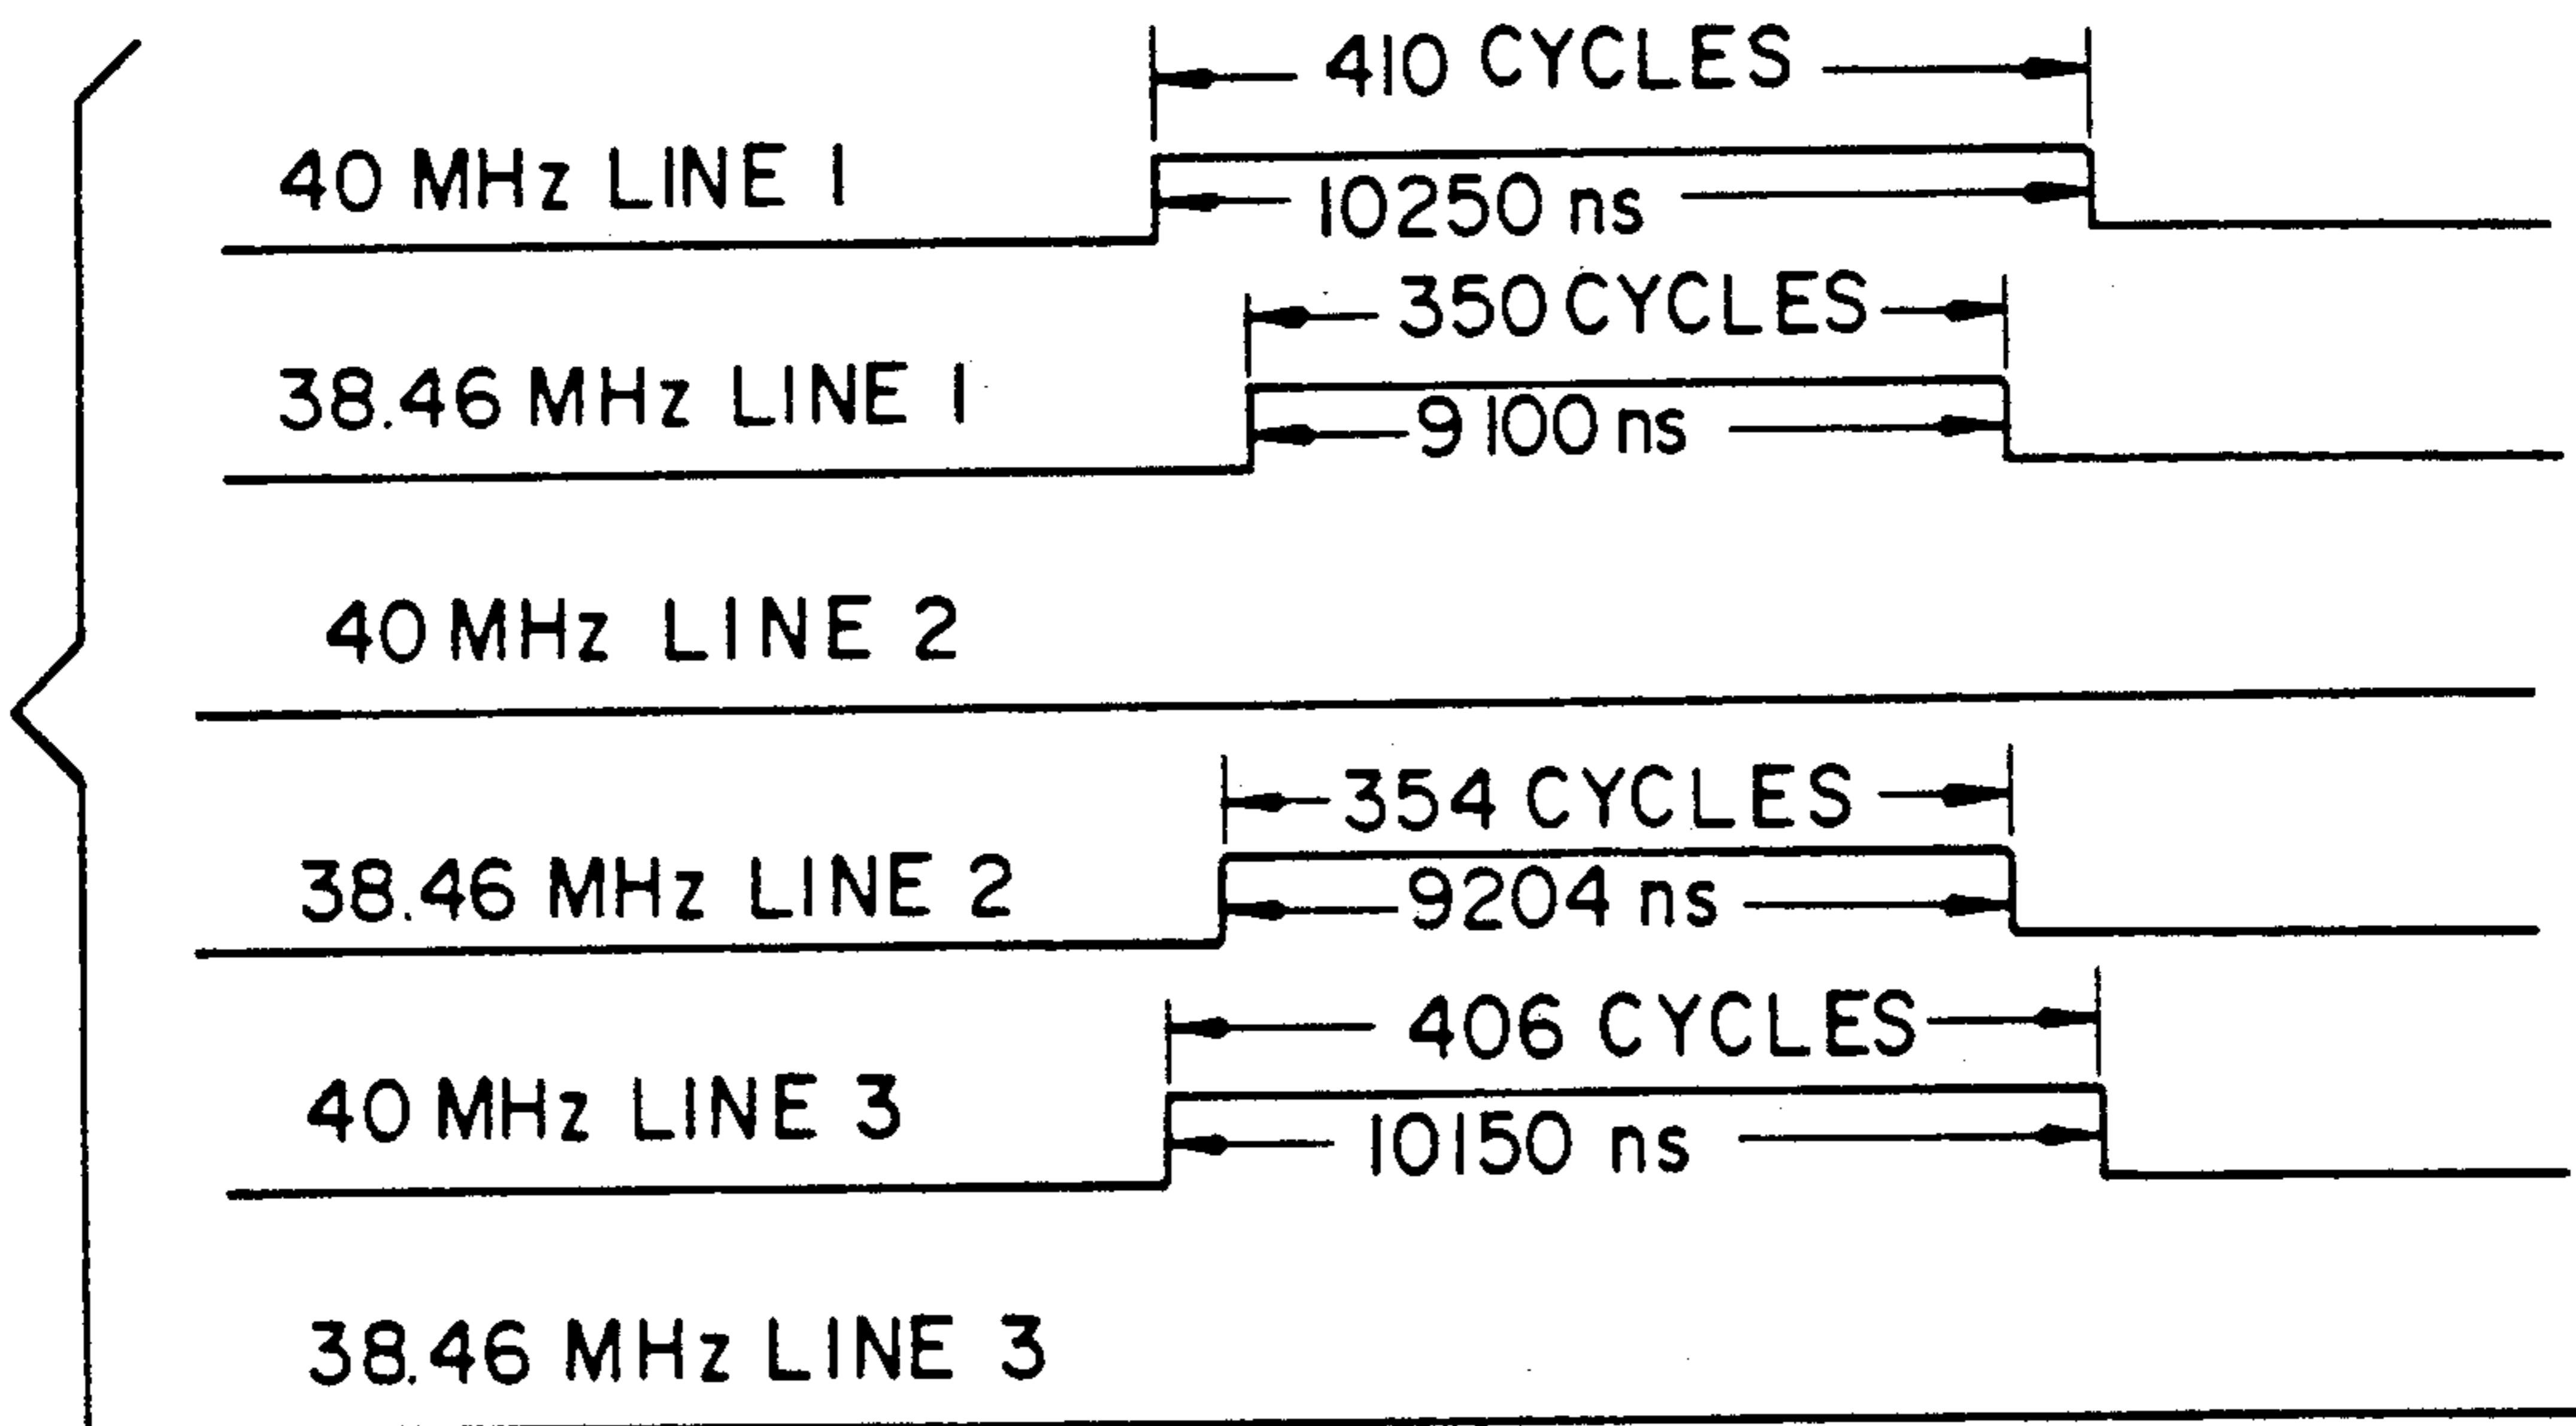 410 CYCLES
40 MHz LINE 1
10250 ns
350 CYCLES
38.46 MHz LINE 1
9100 ns
40 MHz LINE 2
354 CYCLES
38.46 MHz LINE 2
9204 ns
406 CYCLES
40 MHz LINE 3
10150 ns
38.46 MHz LINE 3